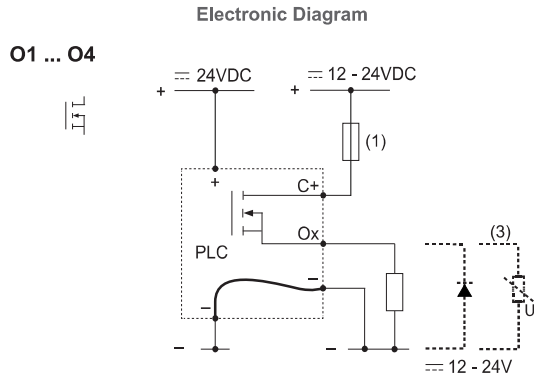 Electronic Diagram
O1 ... O4
24VDC
12 - 24VDC
+
+
(1)
+
C+
Ox
(3)
PLC
−
−
U
−
−
12 - 24V